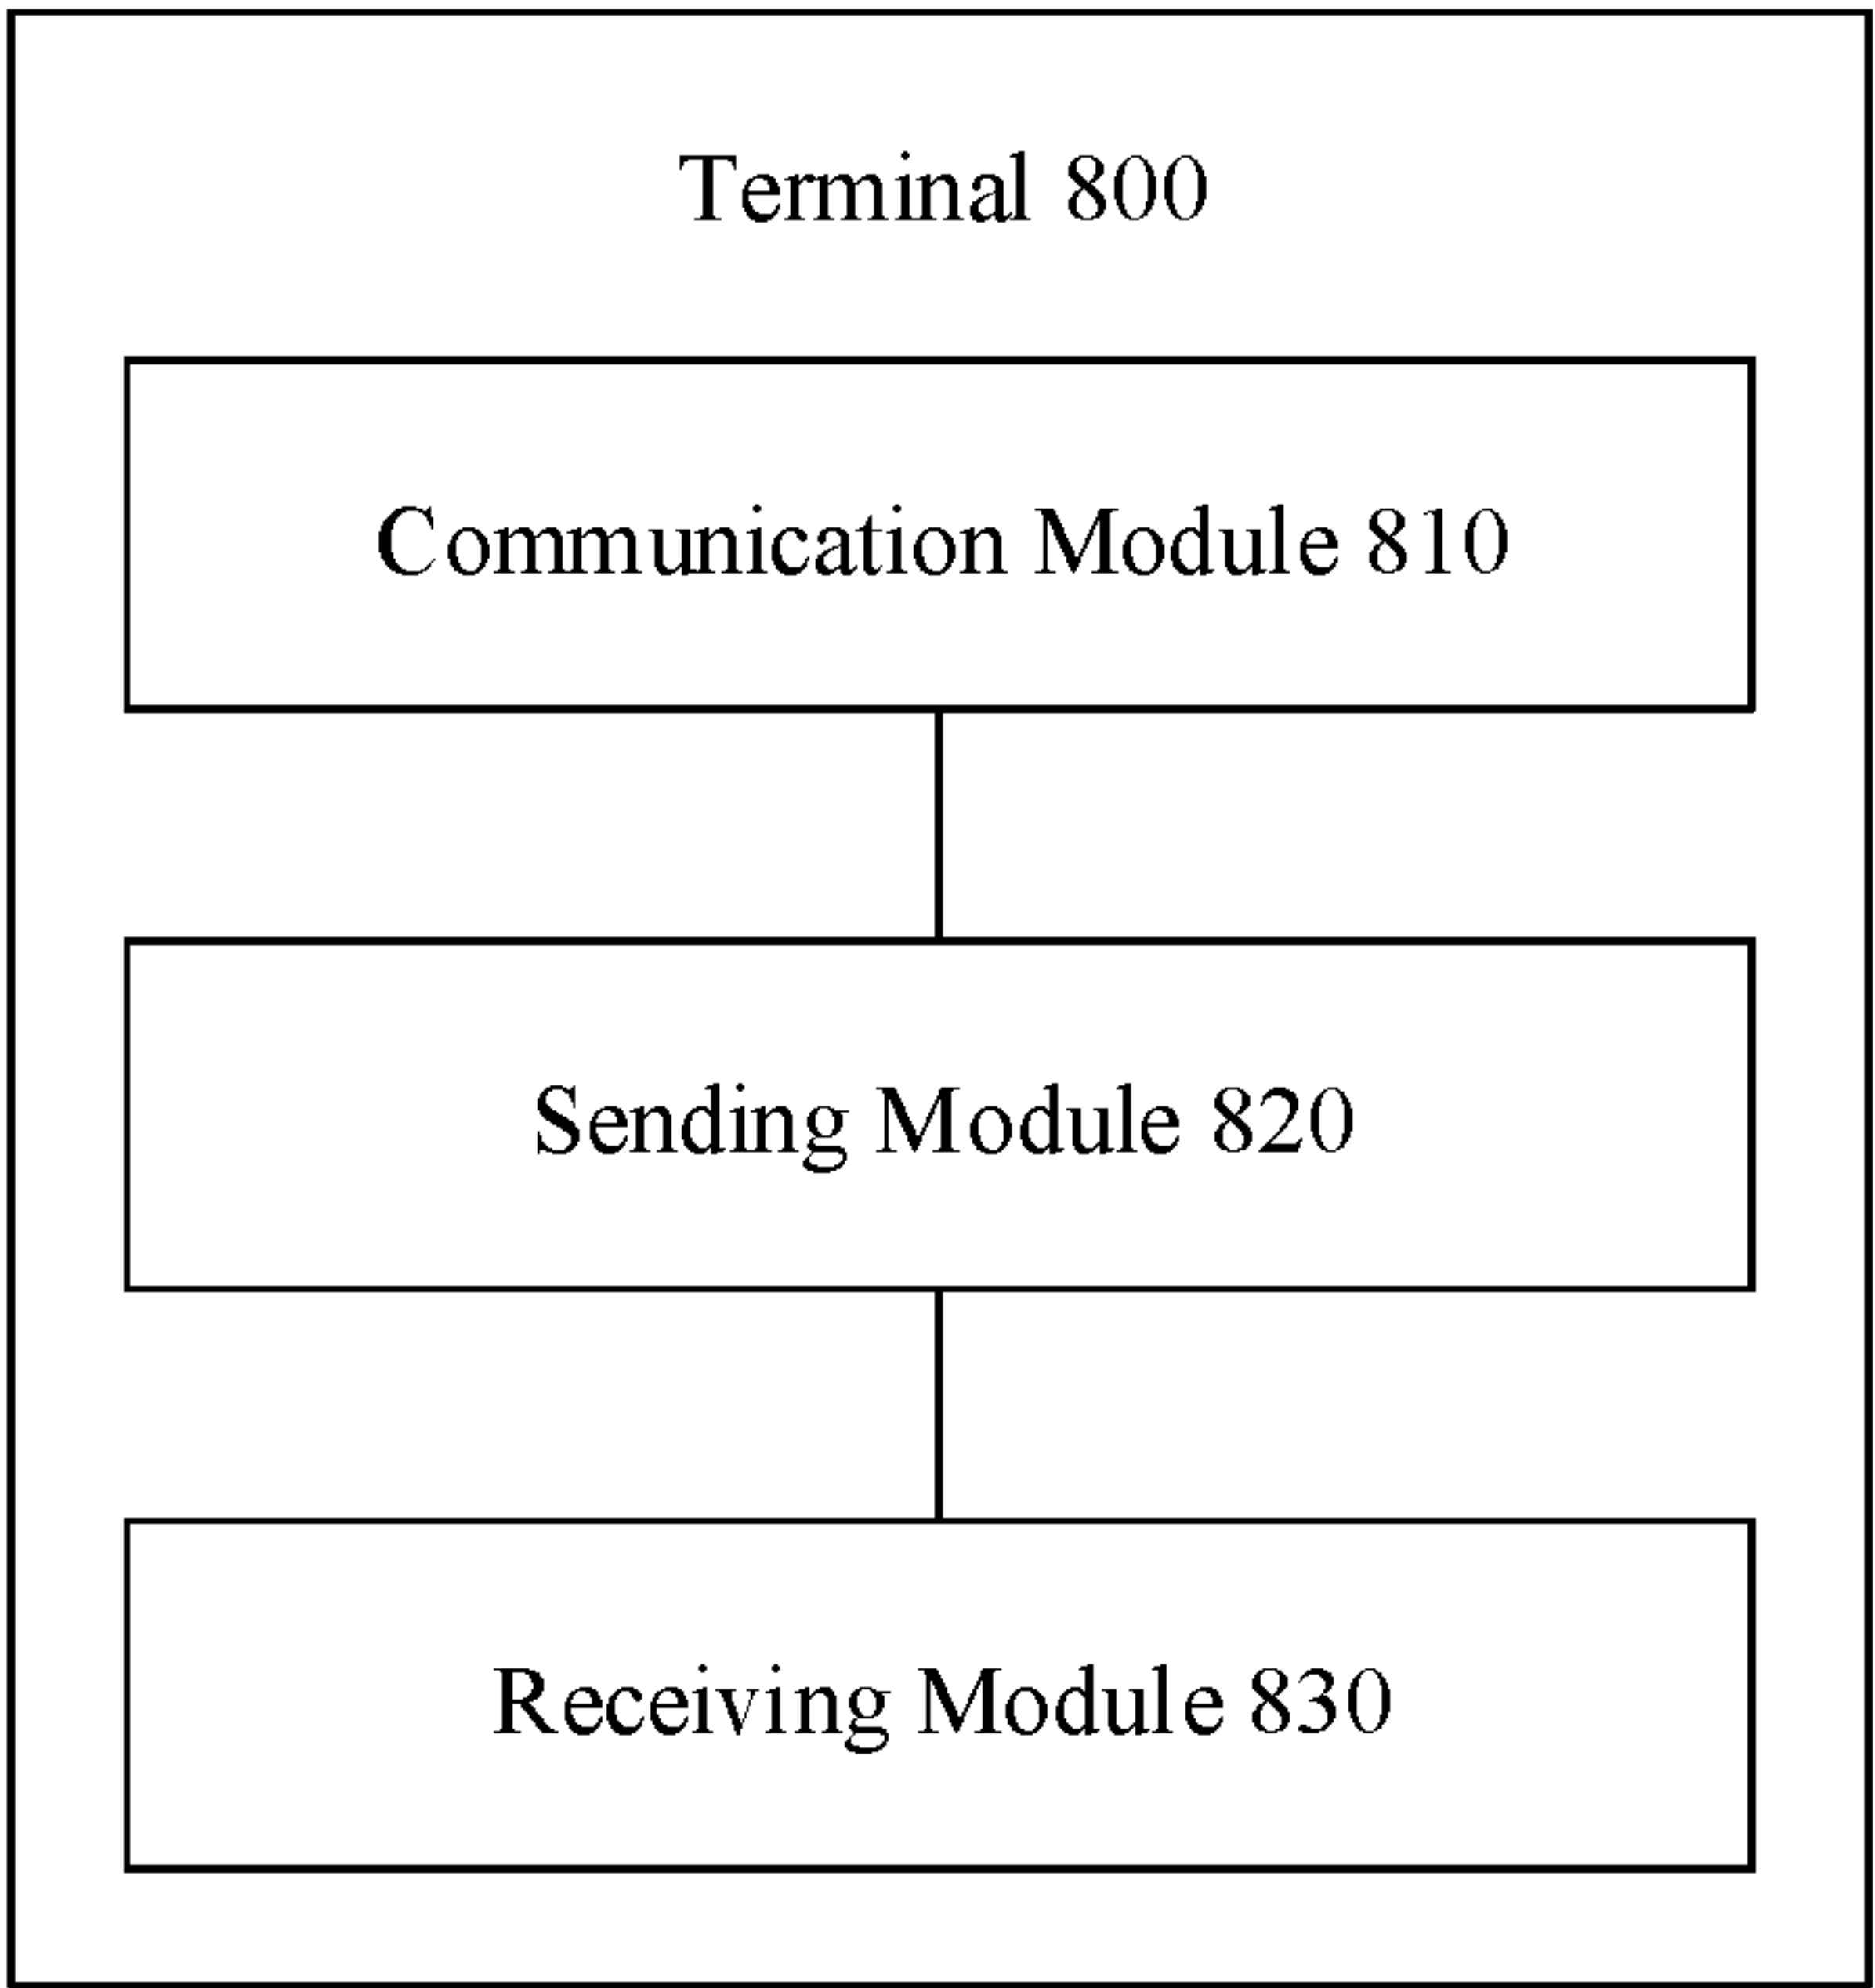 Terminal 800
Communication Module 810
Sending Module 820
Receiving Module 830